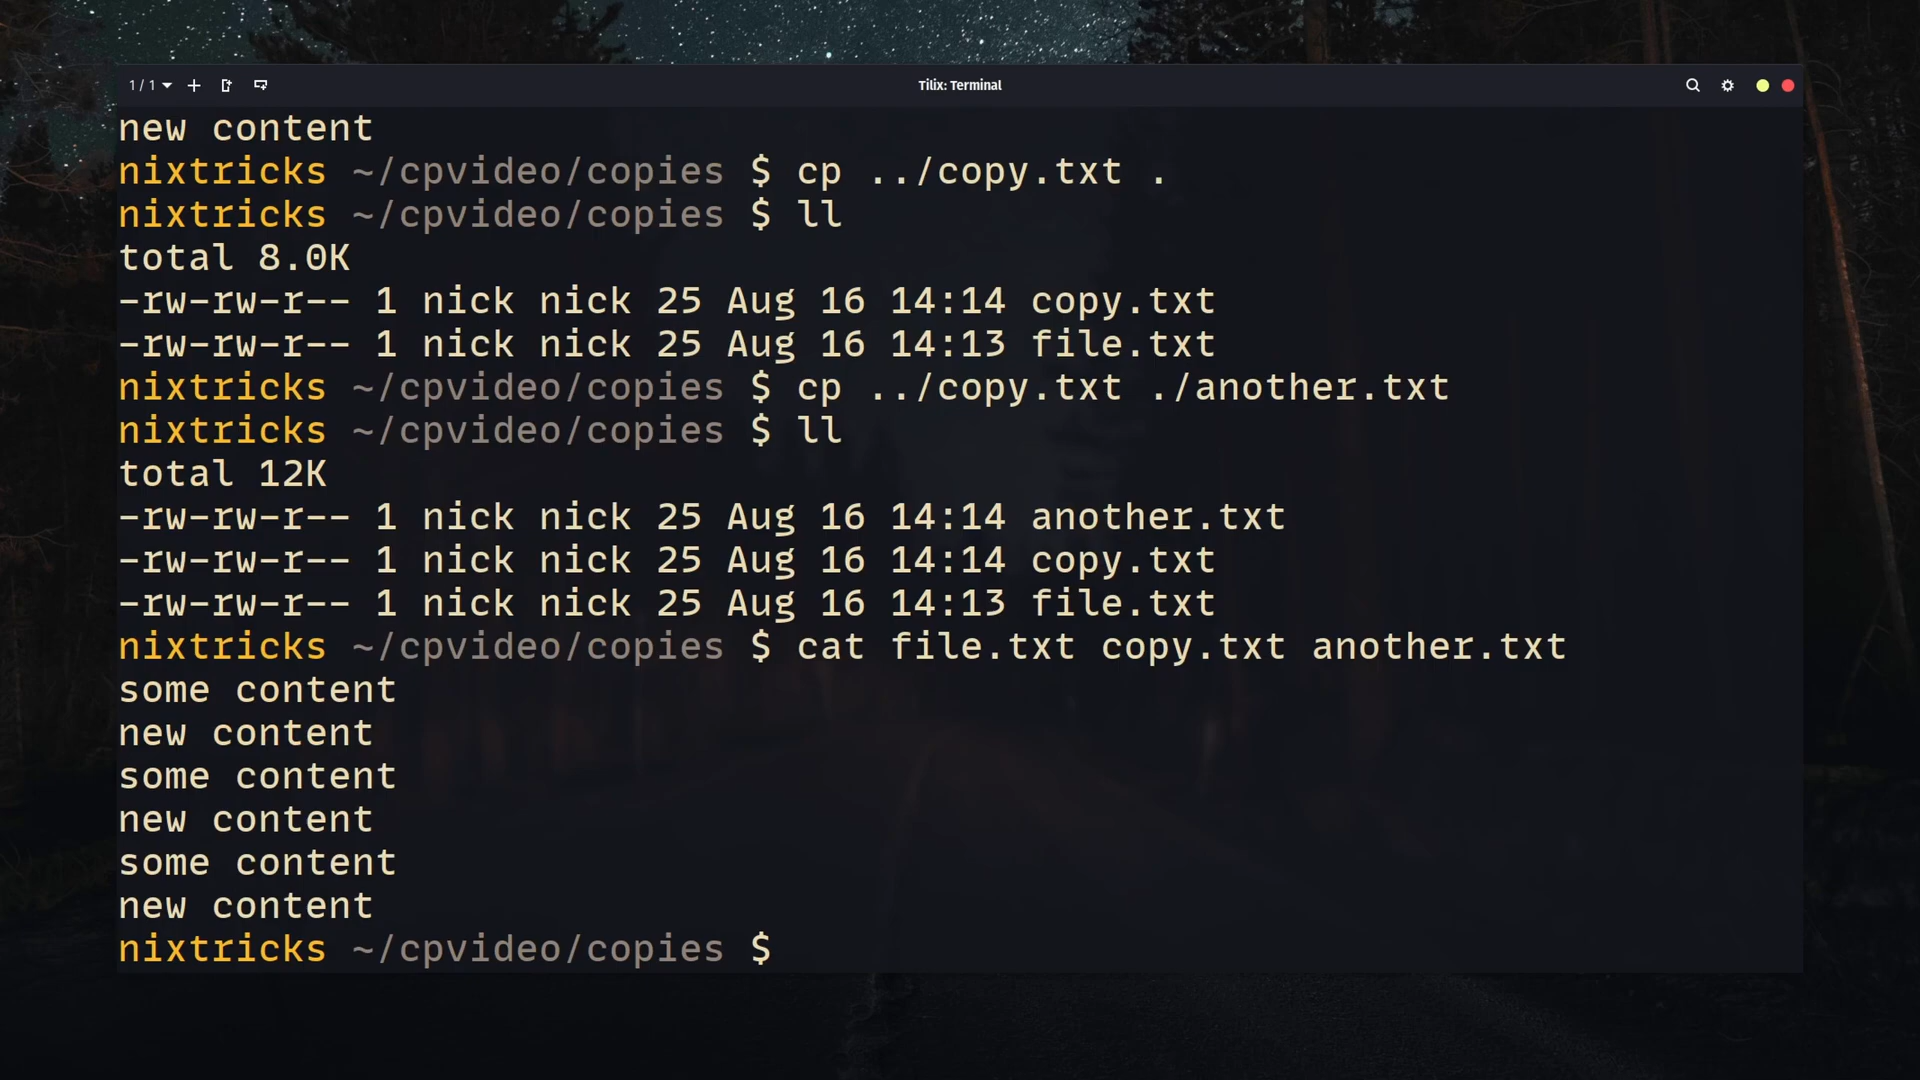 1 / 1
Tilix: Terminal
new content
nixtricks ~/cpvideo/copies $ cp ../copy.txt .
nixtricks ~/cpvideo/copies $ ll
total 8.0K
-rw-rw-r-- 1 nick nick 25 Aug 16 14:14 copy.txt
-rw-rw-r-- 1 nick nick 25 Aug 16 14:13 file.txt
nixtricks ~/cpvideo/copies $ cp ../copy.txt ./another.txt
nixtricks ~/cpvideo/copies $ ll
total 12K
-rw-rw-r-- 1 nick nick 25 Aug 16 14:14 another.txt
-rw-rw-r-- 1 nick nick 25 Aug 16 14:14 copy.txt
-rw-rw-r-- 1 nick nick 25 Aug 16 14:13 file.txt
nixtricks ~/cpvideo/copies $ cat file.txt copy.txt another.txt
some content
new content
some content
new content
some content
new content
nixtricks ~/cpvideo/copies $